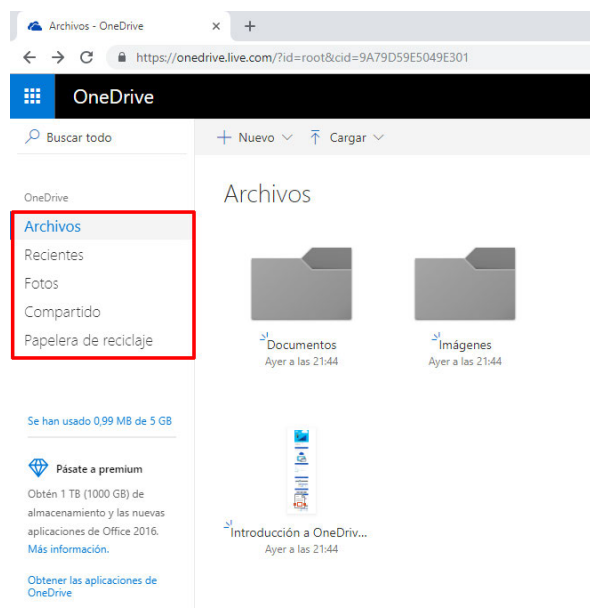 Archivos - OneDrive
https://onedrive.live.com/?id=root&cid=9A79D59E5049E301
OneDrive
Buscar todo
Nuevo
Cargar
OneDrive
Archivos
Recientes
Fotos
Compartido
Papelera de reciclaje
Se han usado 0,99 MB de 5 GB
Pásate a premium
Obtén 1 TB (1000 GB) de
almacenamiento y las nuevas
aplicaciones de Office 2016.
Más información.
Obtener las aplicaciones de
OneDrive
Archivos
Documentos
Ayer a las 21:44
Imágenes
Ayer a las 21:44
Introducción a OneDriv...
Ayer a las 21:44